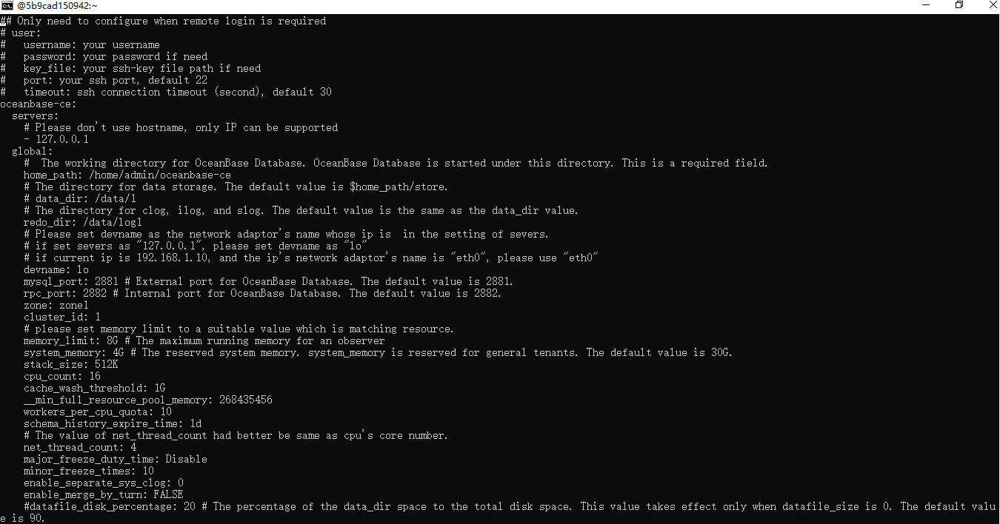 @5b9cad150942:~
## Only need to configure when remote login is required
# user:
#   username: your username
#   password: your password if need
#   key_file: your ssh-key file path if need
#   port: your ssh port, default 22
#   timeout: ssh connection timeout (second), default 30
oceanbase-ce:
  servers:
    # Please don't use hostname, only IP can be supported
    - 127.0.0.1
  global:
    #  The working directory for OceanBase Database. OceanBase Database is started under this directory. This is a required field.
    home_path: /home/admin/oceanbase-ce
    # The directory for data storage. The default value is $home_path/store.
    # data_dir: /data/1
    # The directory for clog, ilog, and slog. The default value is the same as the data_dir value.
    redo_dir: /data/log1
    # Please set devname as the network adaptor's name whose ip is  in the setting of severs.
    # if set severs as "127.0.0.1", please set devname as "lo"
    # if current ip is 192.168.1.10, and the ip's network adaptor's name is "eth0", please use "eth0"
    devname: lo
    mysql_port: 2881 # External port for OceanBase Database. The default value is 2881.
    rpc_port: 2882 # Internal port for OceanBase Database. The default value is 2882.
    zone: zone1
    cluster_id: 1
    # please set memory limit to a suitable value which is matching resource.
    memory_limit: 8G # The maximum running memory for an observer
    system_memory: 4G # The reserved system memory. system_memory is reserved for general tenants. The default value is 30G.
    stack_size: 512K
    cpu_count: 16
    cache_wash_threshold: 1G
    __min_full_resource_pool_memory: 268435456
    workers_per_cpu_quota: 10
    schema_history_expire_time: 1d
    # The value of net_thread_count had better be same as cpu's core number.
    net_thread_count: 4
    major_freeze_duty_time: Disable
    minor_freeze_times: 10
    enable_separate_sys_clog: 0
    enable_merge_by_turn: FALSE
    #datafile_disk_percentage: 20 # The percentage of the data_dir space to the total disk space. This value takes effect only when datafile_size is 0. The default valu
e is 90.